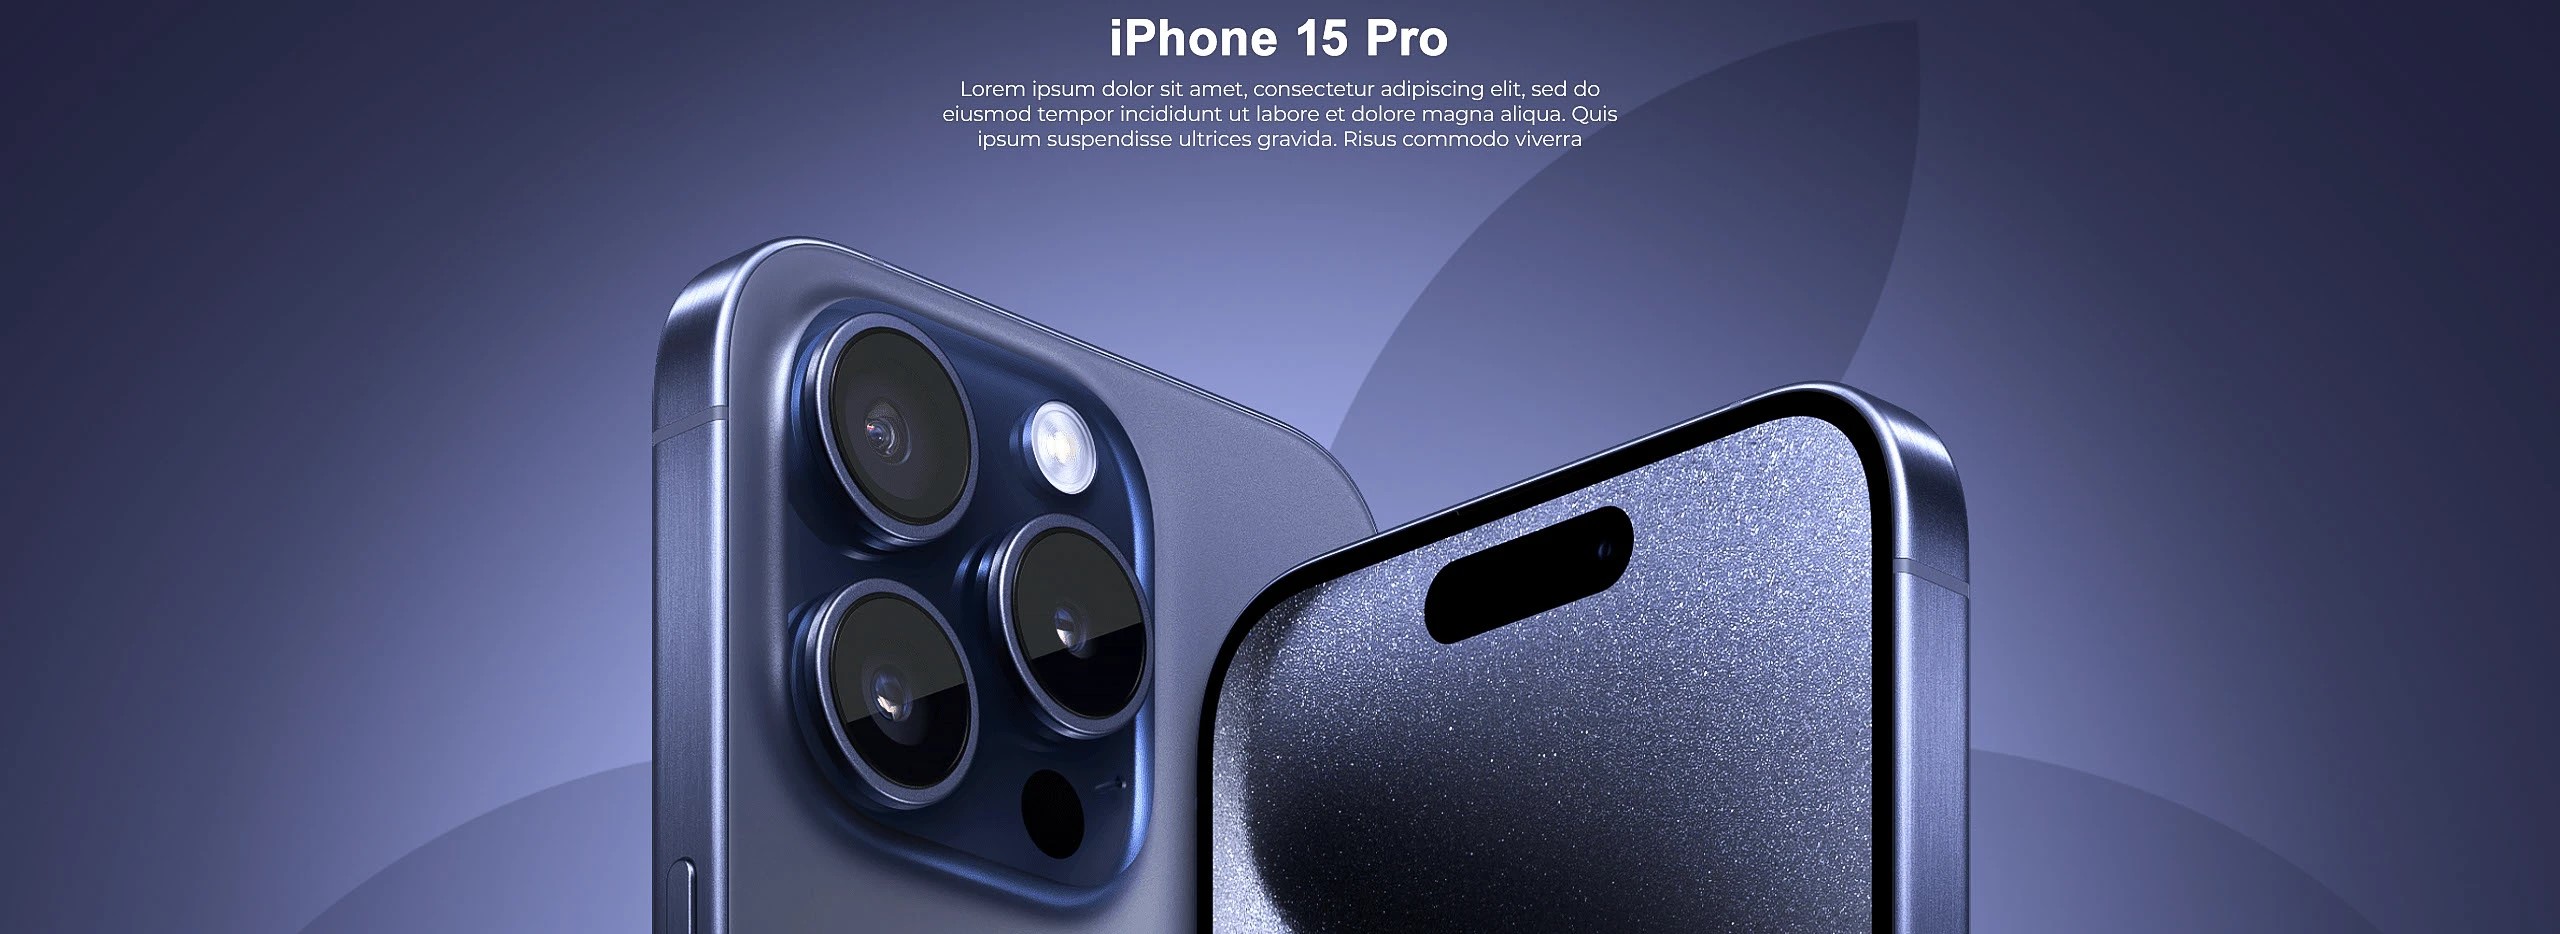 iPhone 15 Pro
Lorem ipsum dolor sit amet, consectetur adipiscing elit, sed do
eiusmod tempor incididunt ut labore et dolore magna aliqua. Quis
ipsum suspendisse ultrices gravida. Risus commodo viverra